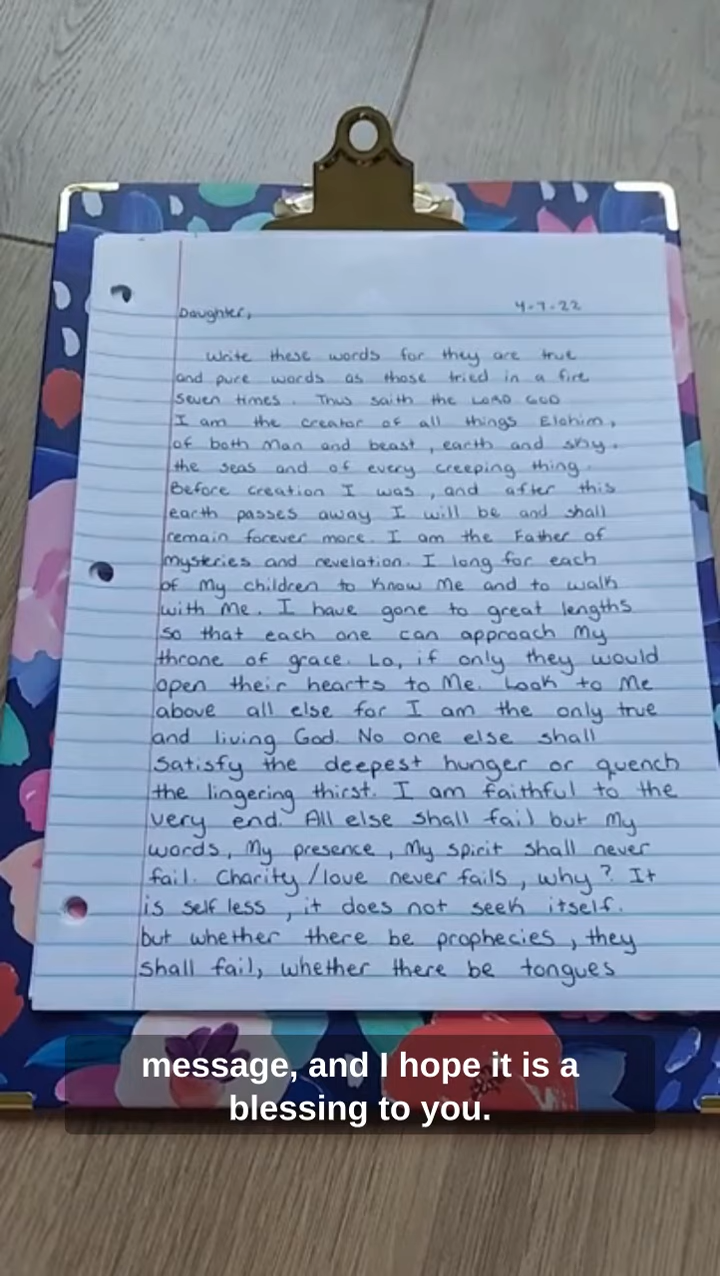 Daughter,
4-7-22
Write these words for they are true
and pure words as those tried in a fire
seven times. Thus saith the LORD GOD
I am the creator of all things Elohim,
of both man and beast, earth and sky.
the seas and of every creeping thing.
Before creation I was, and after this
earth passes away I will be and shall
remain forever more. I am the Father of
mysteries and revelation. I long for each
of My children to know Me and to walk
with Me. I have gone to great lengths
so that each one can approach My
throne of grace. Lo, if only they would
open their hearts to Me. Look to Me
above all else for I am the only true
and living God. No one else shall
satisfy the deepest hunger or quench
the lingering thirst. I am faithful to the
very end. All else shall fail but My
words, My presence, My spirit shall never
fail. Charity/love never fails, why? It
is self less, it does not seek itself.
but whether there be prophecies, they
shall fail, whether there be tongues
message, and I hope it is a
blessing to you.